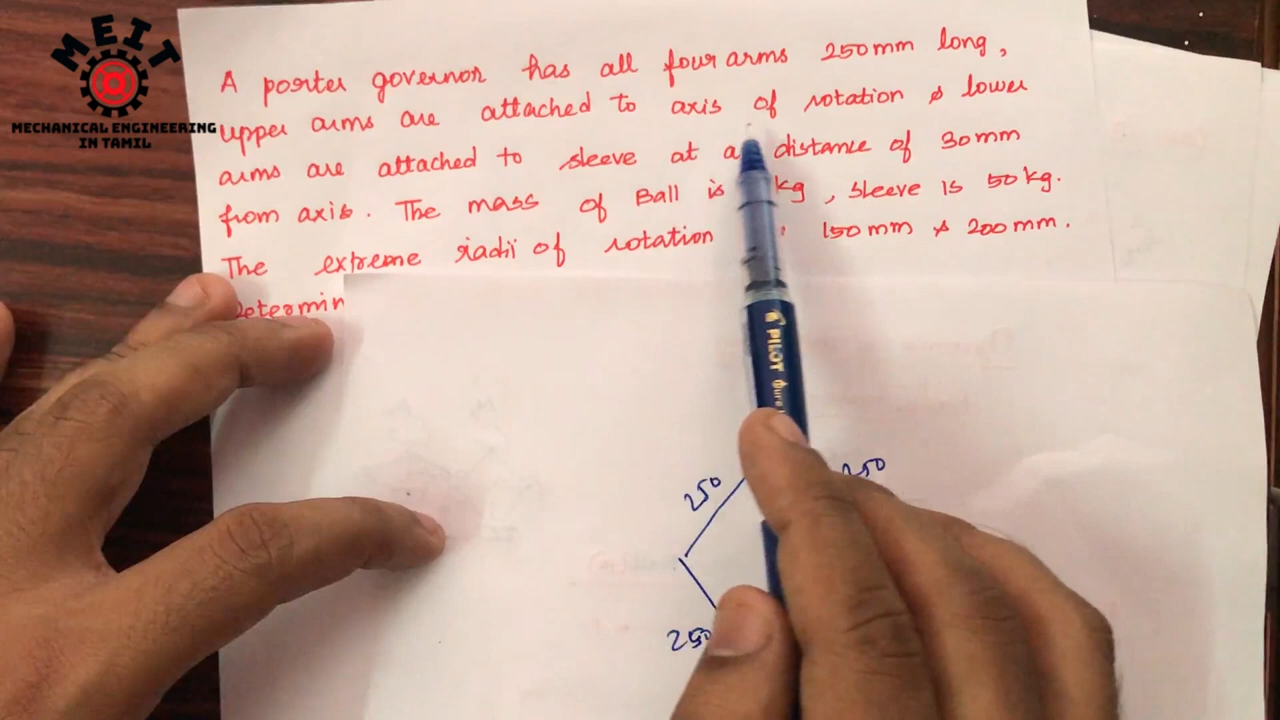 MEIT
MECHANICAL ENGINEERING
IN TAMIL
A porter governor has all four arms 250mm long,
upper arms are attached to axis of rotation & lower
arms are attached to sleeve at a distance of 30mm
from axis. The mass of Ball is kg, sleeve is 50kg.
The extreme radii of rotation 150mm & 200mm.
250
250
250
PILOT